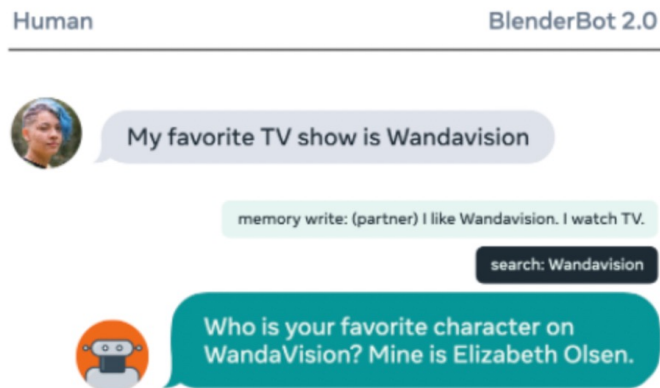 Human
BlenderBot 2.0
My favorite TV show is Wandavision
memory write: (partner) I like Wandavision. I watch TV.
search: Wandavision
Who is your favorite character on
WandaVision? Mine is Elizabeth Olsen.